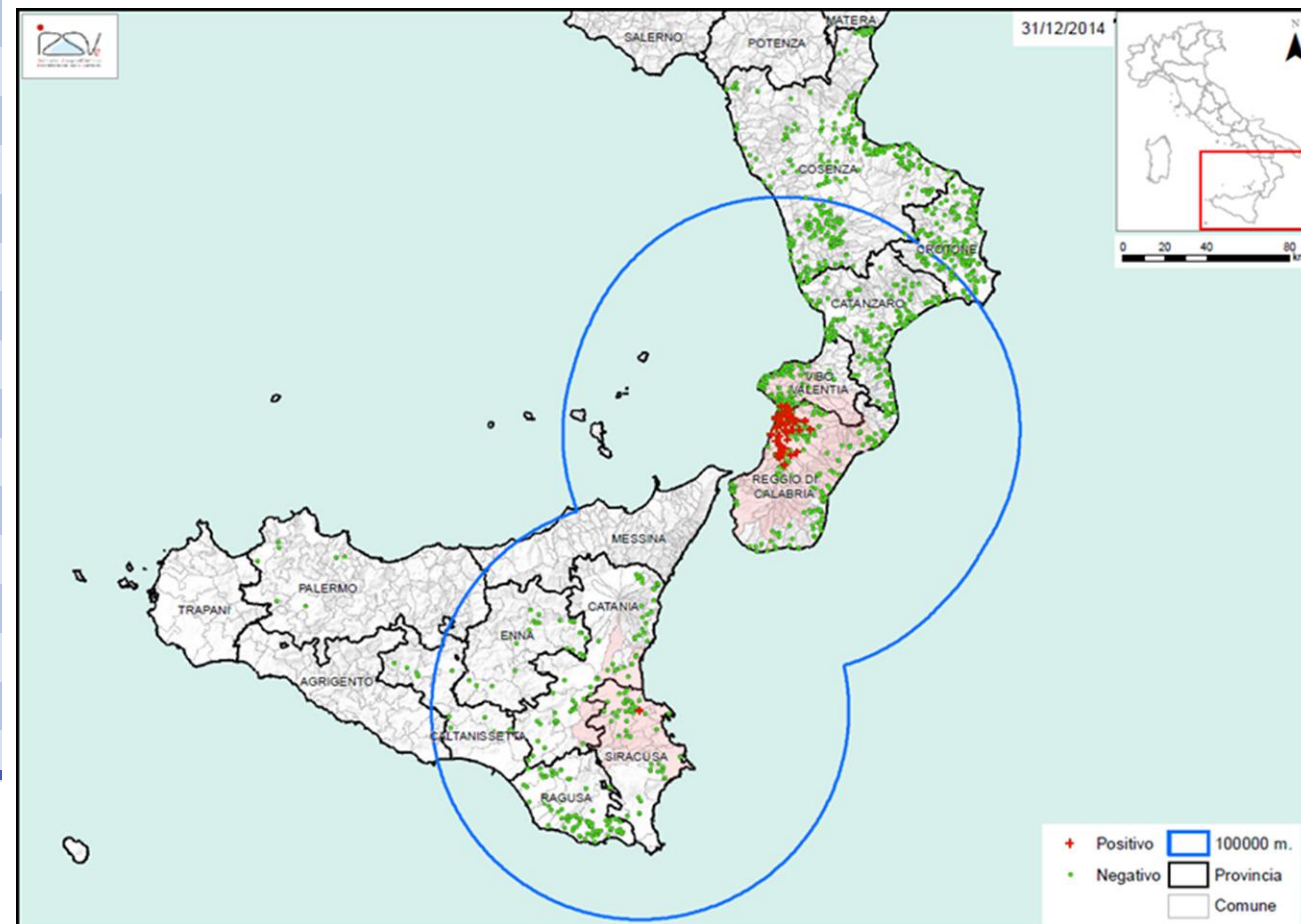 MATERA
SALERNO
POTENZA
31/12/2014
N
COSENZA
CROTONE
0 20 40 80
km
CATANZARO
VIBO
VALENTIA
REGGIO DI
CALABRIA
MESSINA
PALERMO
TRAPANI
CATANIA
ENNA
AGRIGENTO
CALTANISSETTA
SIRACUSA
RAGUSA
Positivo
100000 m.
Negativo
Provincia
Comune